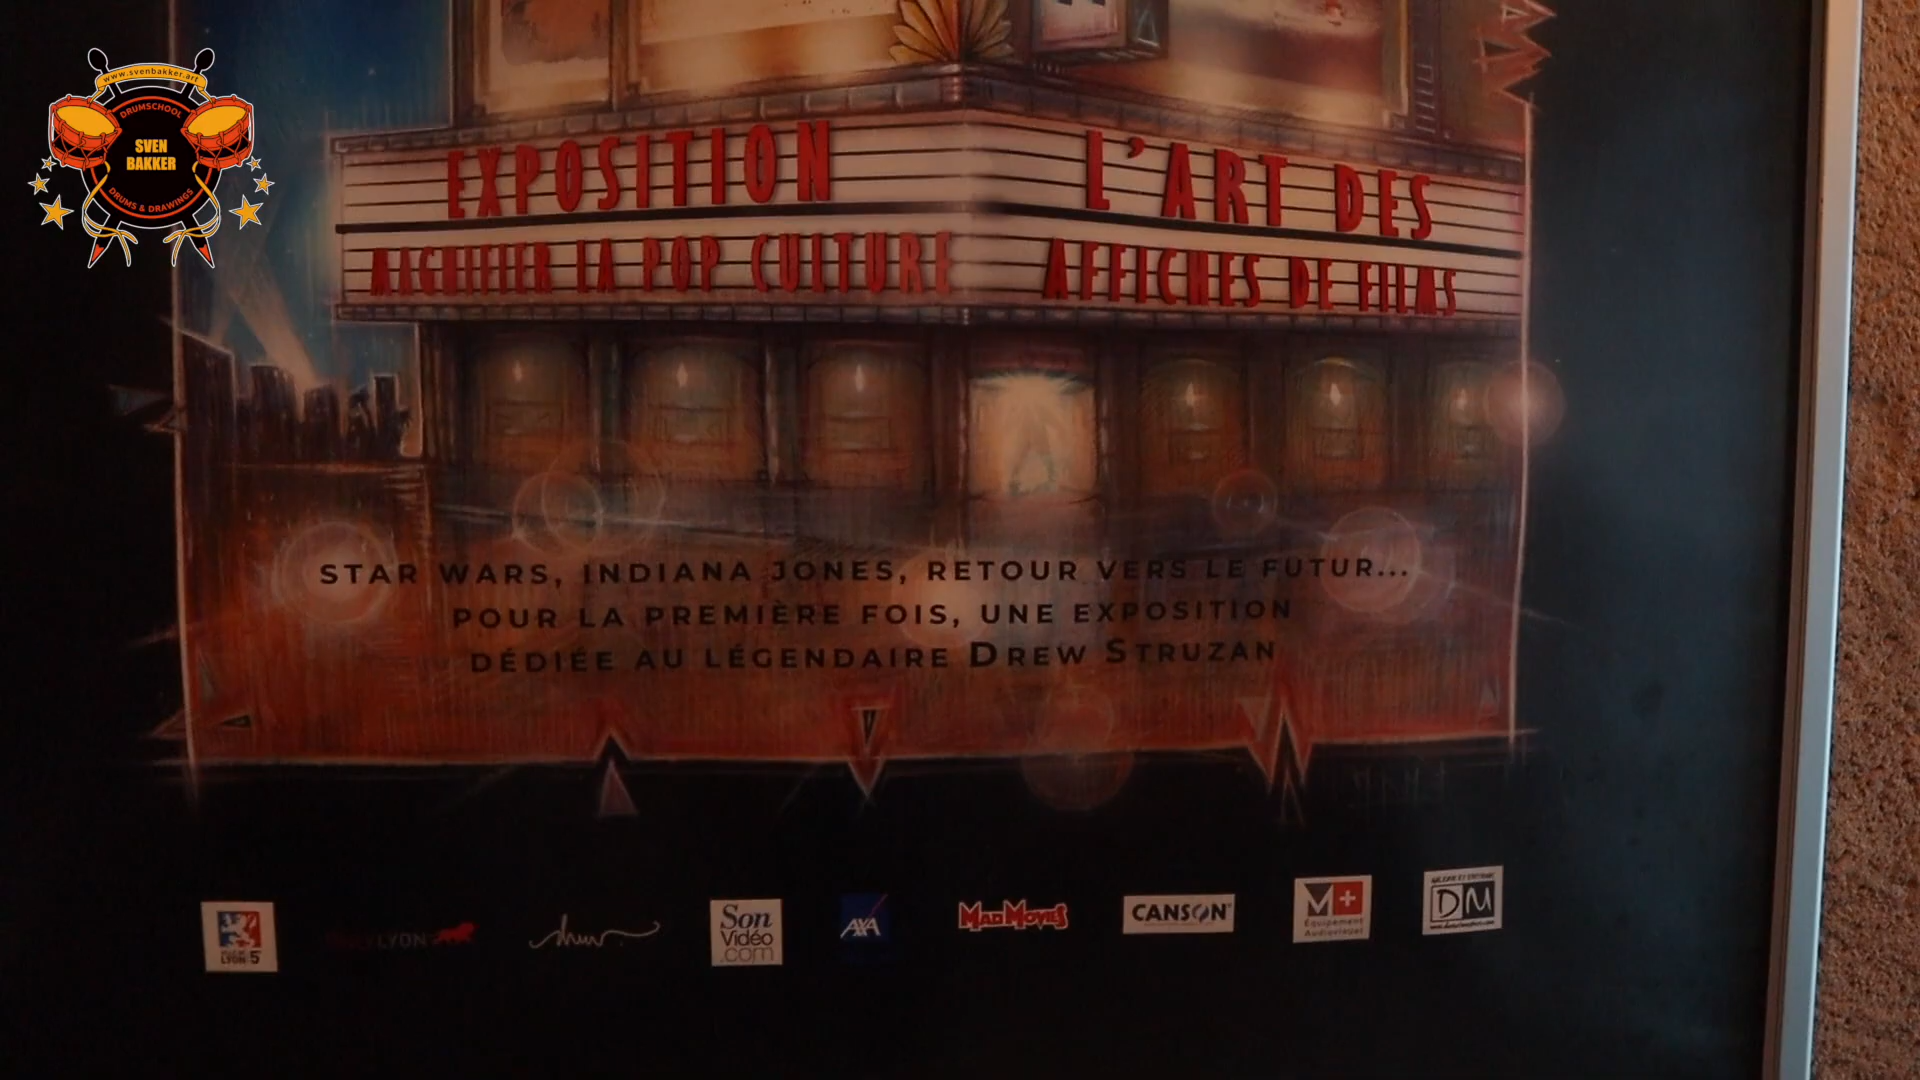 www.svenbakker.art
DRUMSCHOOL
SVEN
BAKKER
DRUMS & DRAWINGS
EXPOSITION
MAGNIFIER LA POP CULTURE
L'ART DES
AFFICHES DE FILMS
STAR WARS, INDIANA JONES, RETOUR VERS LE FUTUR...
POUR LA PREMIÈRE FOIS, UNE EXPOSITION
DÉDIÉE AU LÉGENDAIRE DREW STRUZAN
LYON 5
LYON
Son
Vidéo
.com
AXA
MAD MOVIES
CANSON
M+
Equipement
Audiovisuel
DM